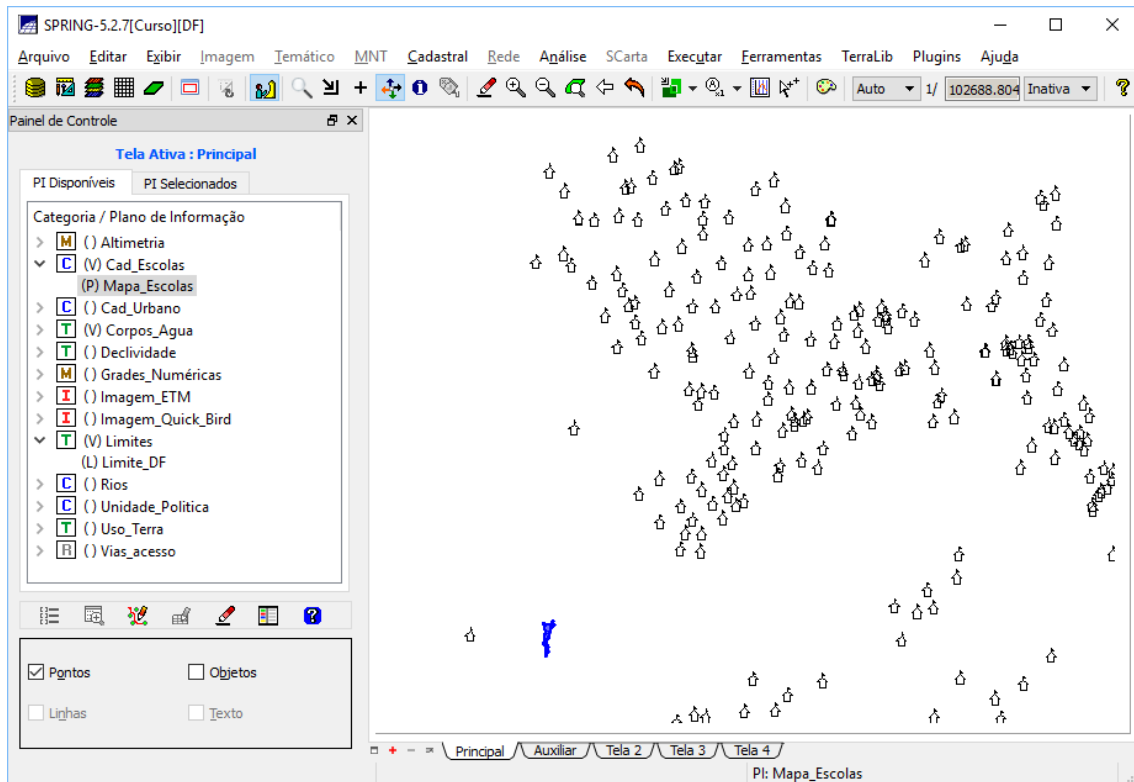 SPRING-5.2.7[Curso][DF]
Arquivo Editar Exibir Imagem Temático MNT Cadastral Rede Análise SCarta Executar Ferramentas TerraLib Plugins Ajuda
Auto 1/ 102688.804 Inativa
Painel de Controle
Tela Ativa : Principal
PI Disponíveis PI Selecionados
Categoria / Plano de Informação
M ( ) Altimetria
C (V) Cad_Escolas
(P) Mapa_Escolas
C ( ) Cad_Urbano
T (V) Corpos_Agua
T ( ) Declividade
M ( ) Grades_Numéricas
I ( ) Imagem_ETM
I ( ) Imagem_Quick_Bird
T (V) Limites
(L) Limite_DF
C ( ) Rios
C ( ) Unidade_Politica
T ( ) Uso_Terra
R ( ) Vias_acesso
Pontos Objetos
Linhas Texto
Principal Auxiliar Tela 2 Tela 3 Tela 4
PI: Mapa_Escolas